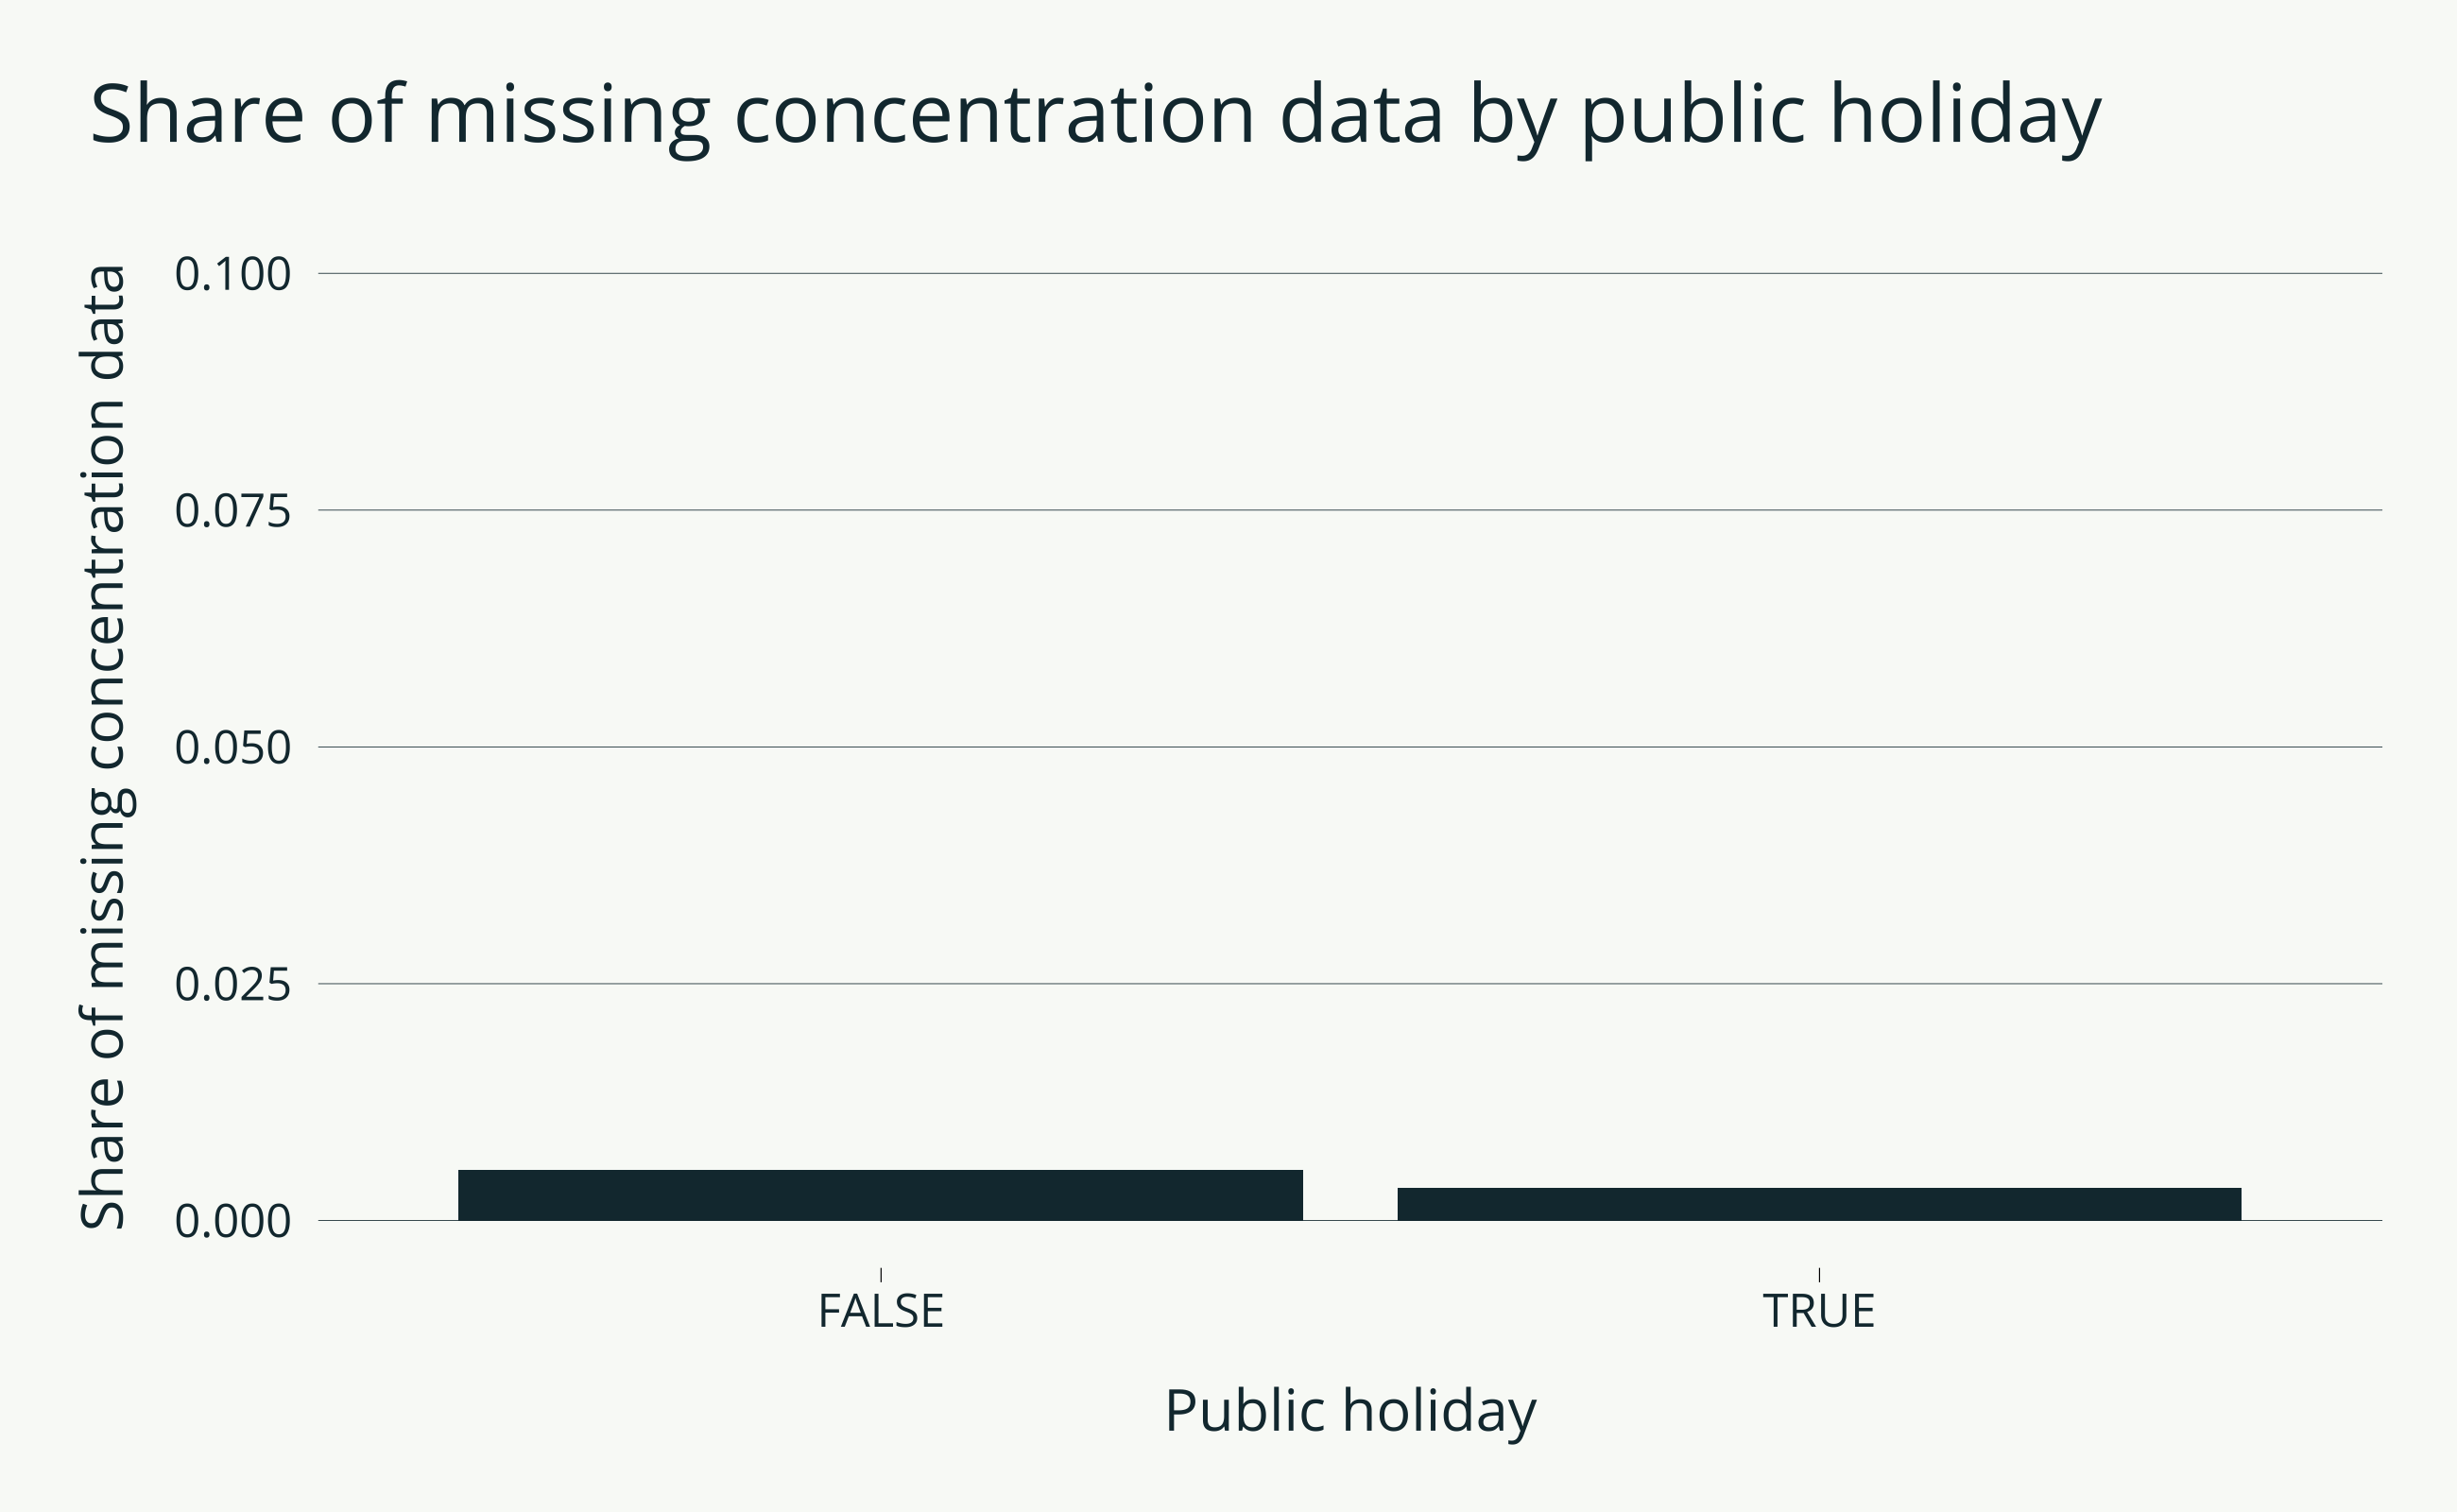 Share of missing concentration data by public holiday
Share of missing concentration data
0.100
0.075
0.050
0.025
0.000
FALSE
TRUE
Public holiday